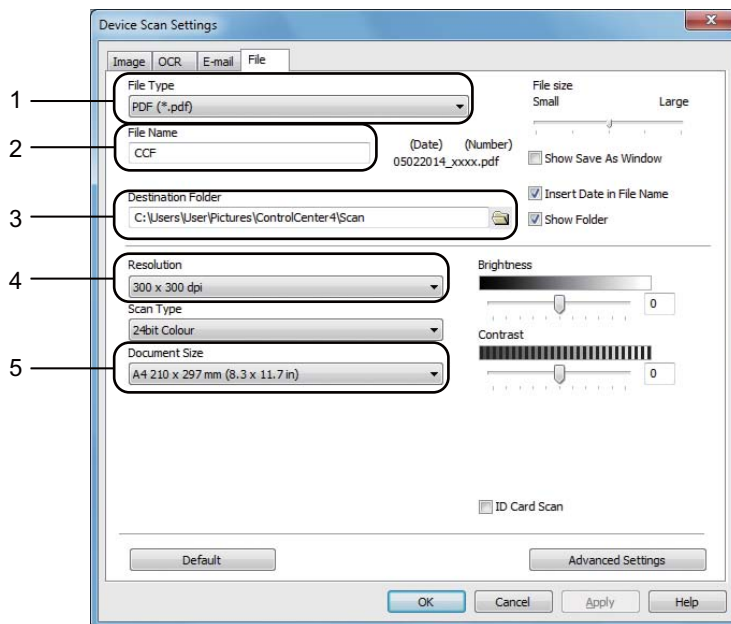 Device Scan Settings
Image OCR E-mail File
1
File Type
PDF (*.pdf)
File size
Small Large
2
File Name
CCF
(Date) (Number)
05022014_xxxx.pdf
Show Save As Window
Insert Date in File Name
Show Folder
3
Destination Folder
C:\Users\User\Pictures\ControlCenter4\Scan
4
Resolution
300 x 300 dpi
Scan Type
24bit Colour
5
Document Size
A4 210 x 297 mm (8.3 x 11.7 in)
Brightness
0
Contrast
0
ID Card Scan
Default
Advanced Settings
OK Cancel Apply Help